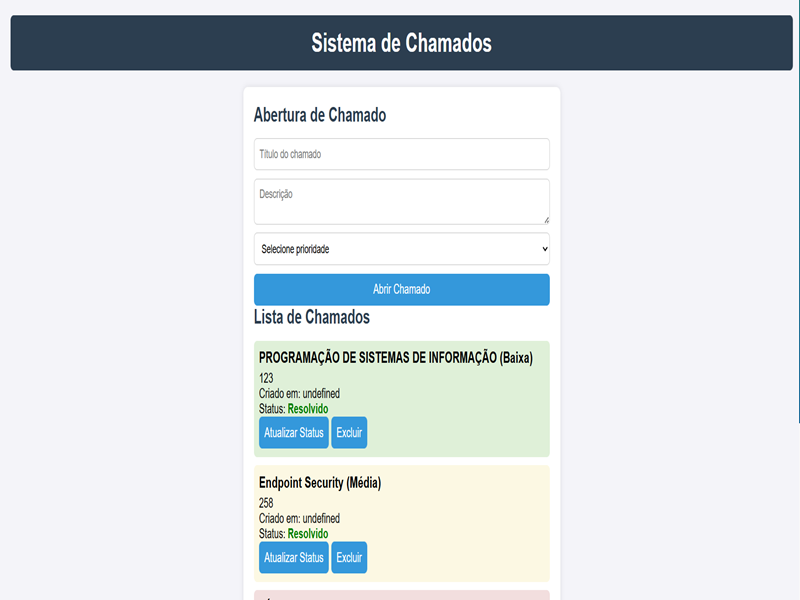 Sistema de Chamados
Abertura de Chamado
Título do chamado
Descrição
Selecione prioridade
Abrir Chamado
Lista de Chamados
PROGRAMAÇÃO DE SISTEMAS DE INFORMAÇÃO (Baixa)
123
Criado em: undefined
Status: Resolvido
Atualizar Status Excluir
Endpoint Security (Média)
258
Criado em: undefined
Status: Resolvido
Atualizar Status Excluir